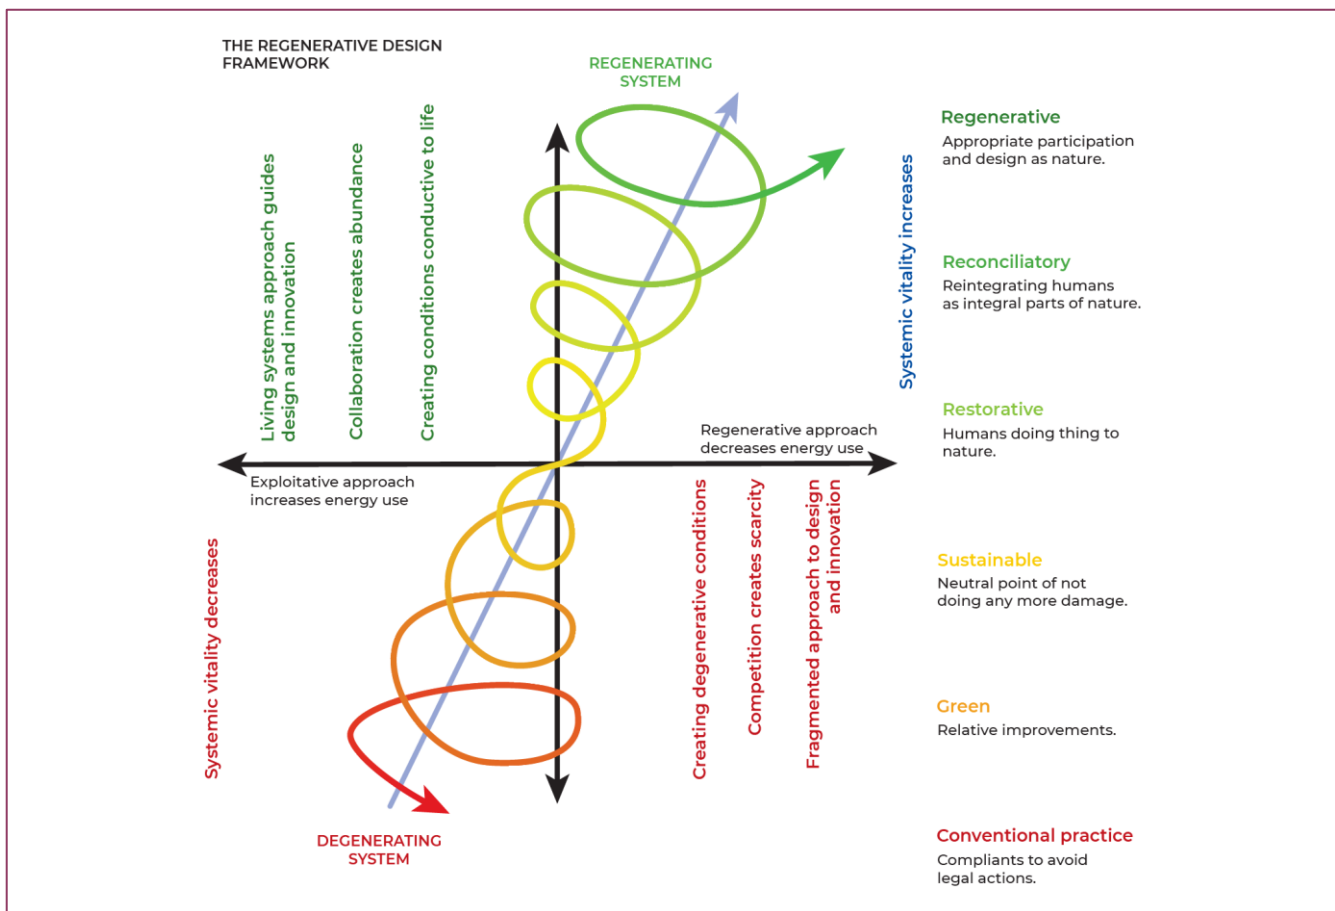 THE REGENERATIVE DESIGN
FRAMEWORK
REGENERATING
SYSTEM
Living systems approach guides
design and innovation
Collaboration creates abundance
Creating conditions conductive to life
Systemic vitality increases
Regenerative approach
decreases energy use
Exploitative approach
increases energy use
Systemic vitality decreases
Creating degenerative conditions
Competition creates scarcity
Fragmented approach to design
and innovation
DEGENERATING
SYSTEM
Regenerative
Appropriate participation
and design as nature.
Reconciliatory
Reintegrating humans
as integral parts of nature.
Restorative
Humans doing thing to
nature.
Sustainable
Neutral point of not
doing any more damage.
Green
Relative improvements.
Conventional practice
Compliants to avoid
legal actions.